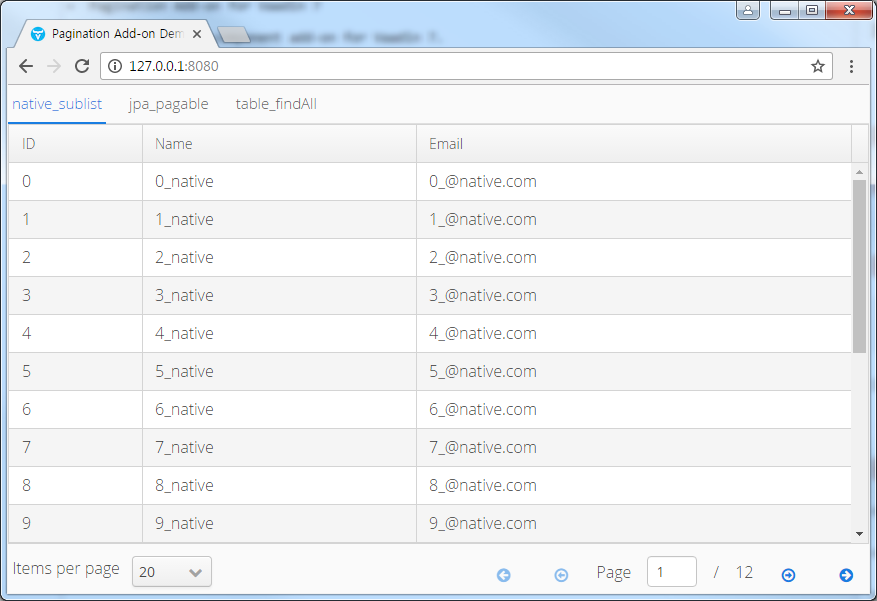 Pagination Add-on Dem
127.0.0.1:8080
native_sublist jpa_pagable table_findAll
ID Name Email
0 0_native 0_@native.com
1 1_native 1_@native.com
2 2_native 2_@native.com
3 3_native 3_@native.com
4 4_native 4_@native.com
5 5_native 5_@native.com
6 6_native 6_@native.com
7 7_native 7_@native.com
8 8_native 8_@native.com
9 9_native 9_@native.com
Items per page 20 Page 1 / 12